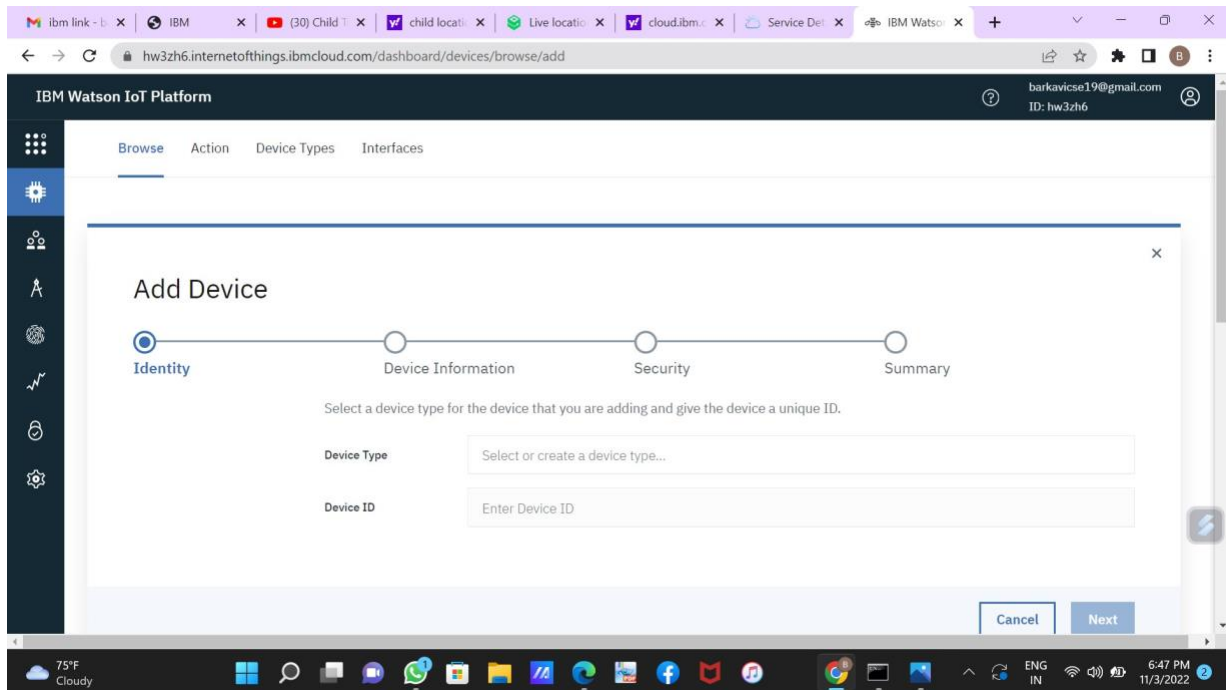 ibm link - b
IBM
(30) Child T
child locati
Live locatio
cloud.ibm.c
Service Det
IBM Watson
hw3zh6.internetofthings.ibmcloud.com/dashboard/devices/browse/add
B
IBM Watson IoT Platform
barkavicse19@gmail.com
ID: hw3zh6
Browse Action Device Types Interfaces
Add Device
Identity Device Information Security Summary
Select a device type for the device that you are adding and give the device a unique ID.
Device Type Select or create a device type...
Device ID Enter Device ID
Cancel Next
75°F
Cloudy
ENG
IN
6:47 PM
11/3/2022
2